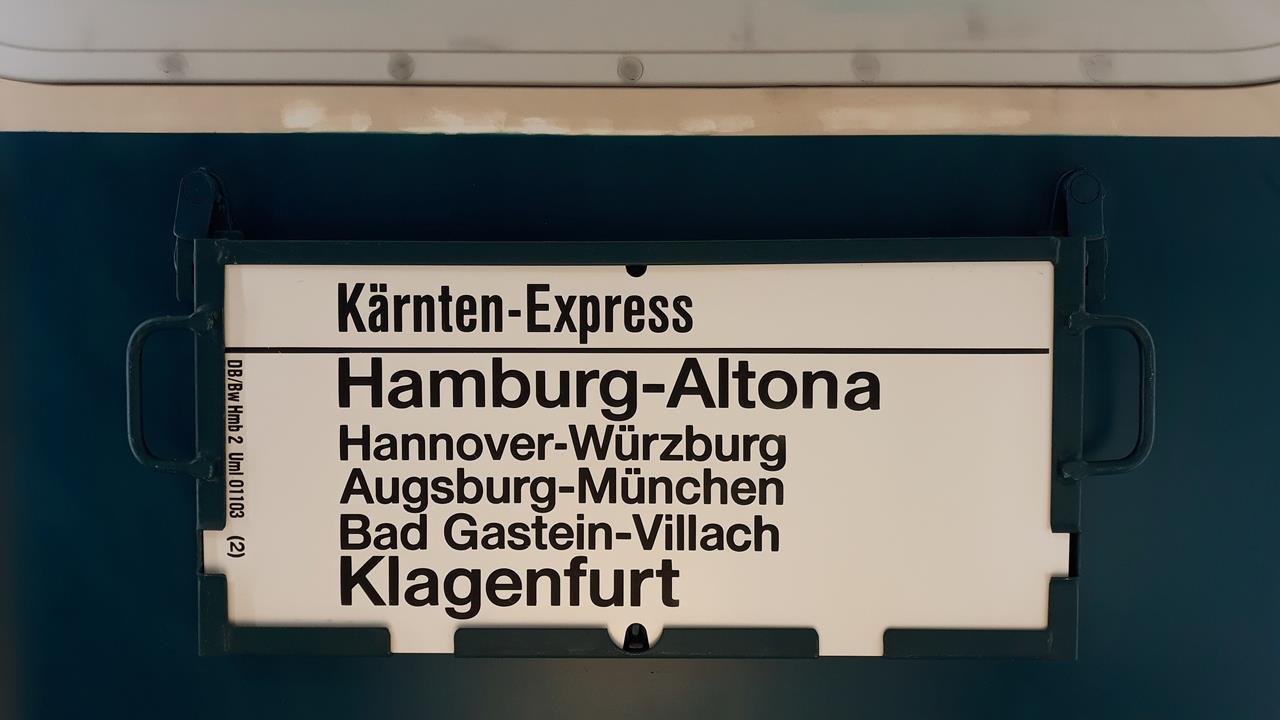 Kärnten-Express
Hamburg-Altona
Hannover-Würzburg
Augsburg-München
Bad Gastein-Villach
Klagenfurt
DB/Bw Hmb 2 Uml 01103 (2)